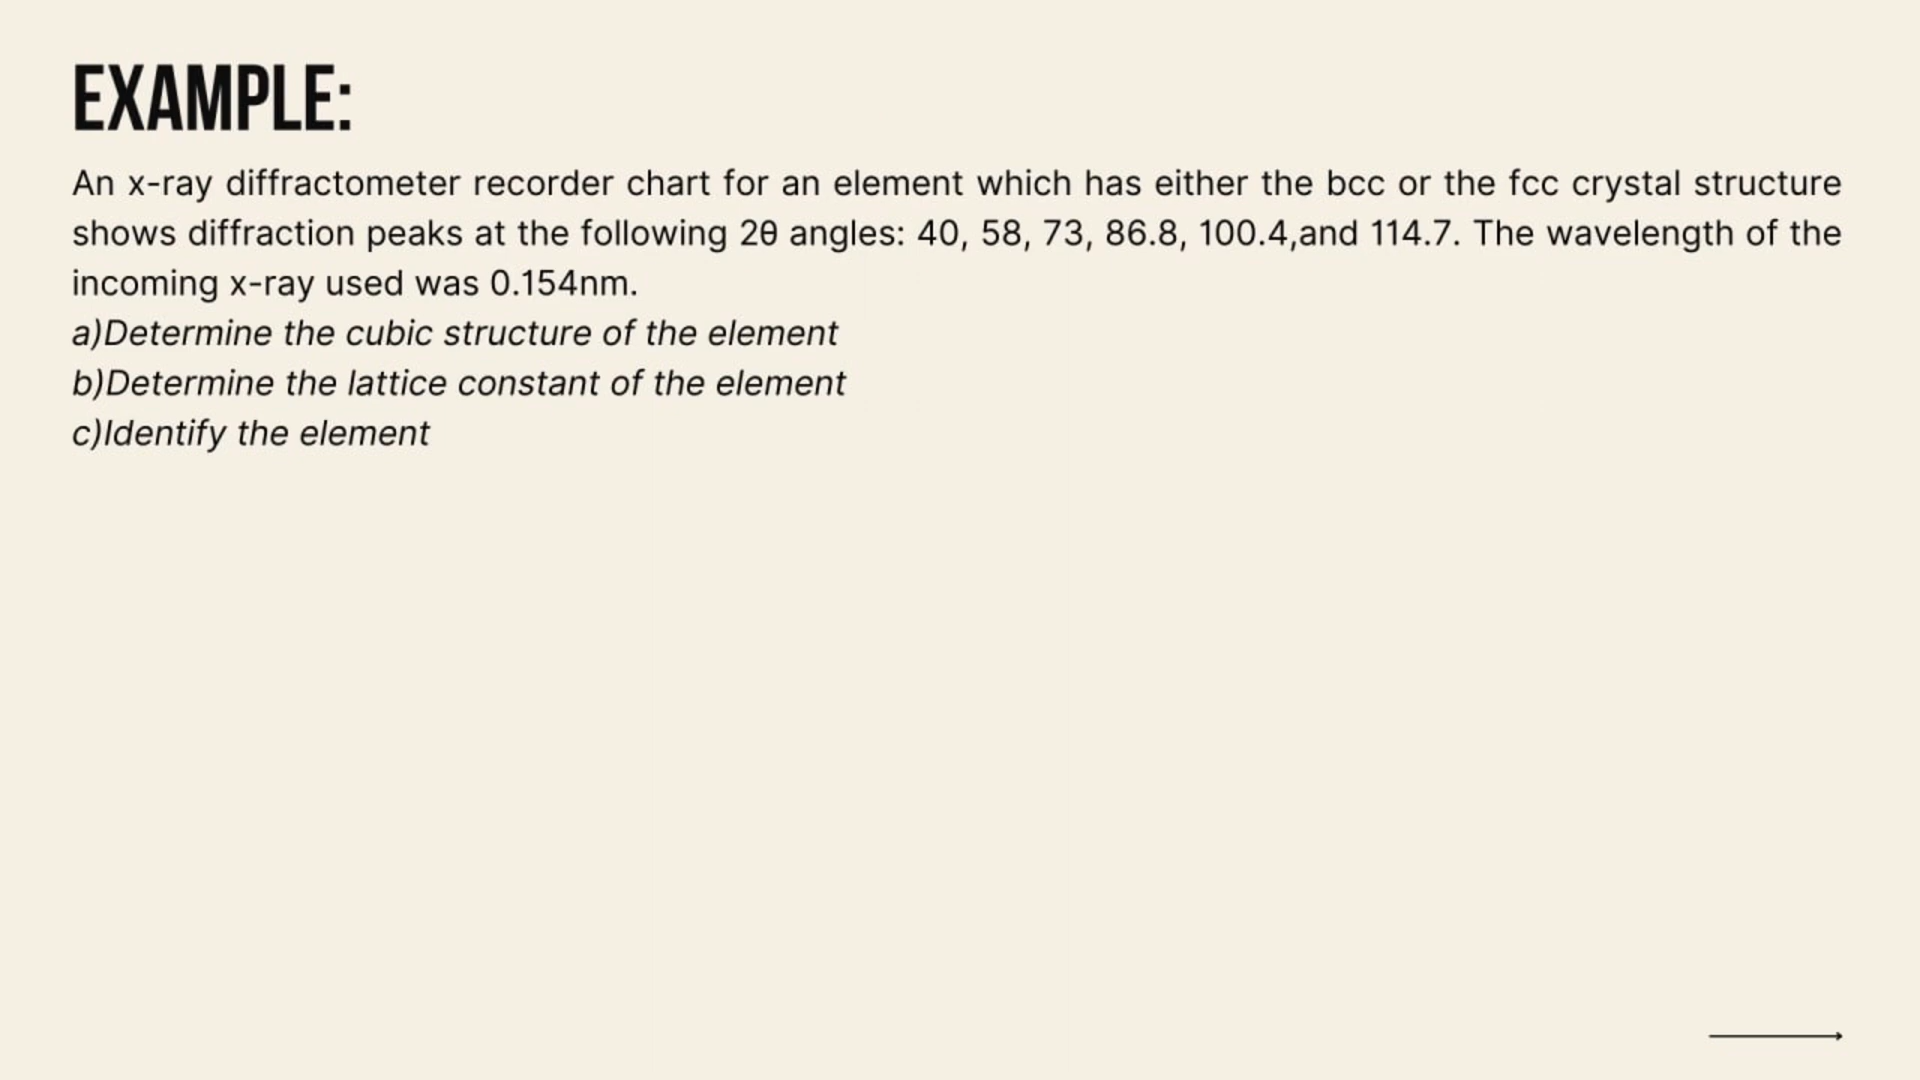 EXAMPLE:
An x-ray diffractometer recorder chart for an element which has either the bcc or the fcc crystal structure
shows diffraction peaks at the following 2θ angles: 40, 58, 73, 86.8, 100.4,and 114.7. The wavelength of the
incoming x-ray used was 0.154nm.
a)Determine the cubic structure of the element
b)Determine the lattice constant of the element
c)Identify the element